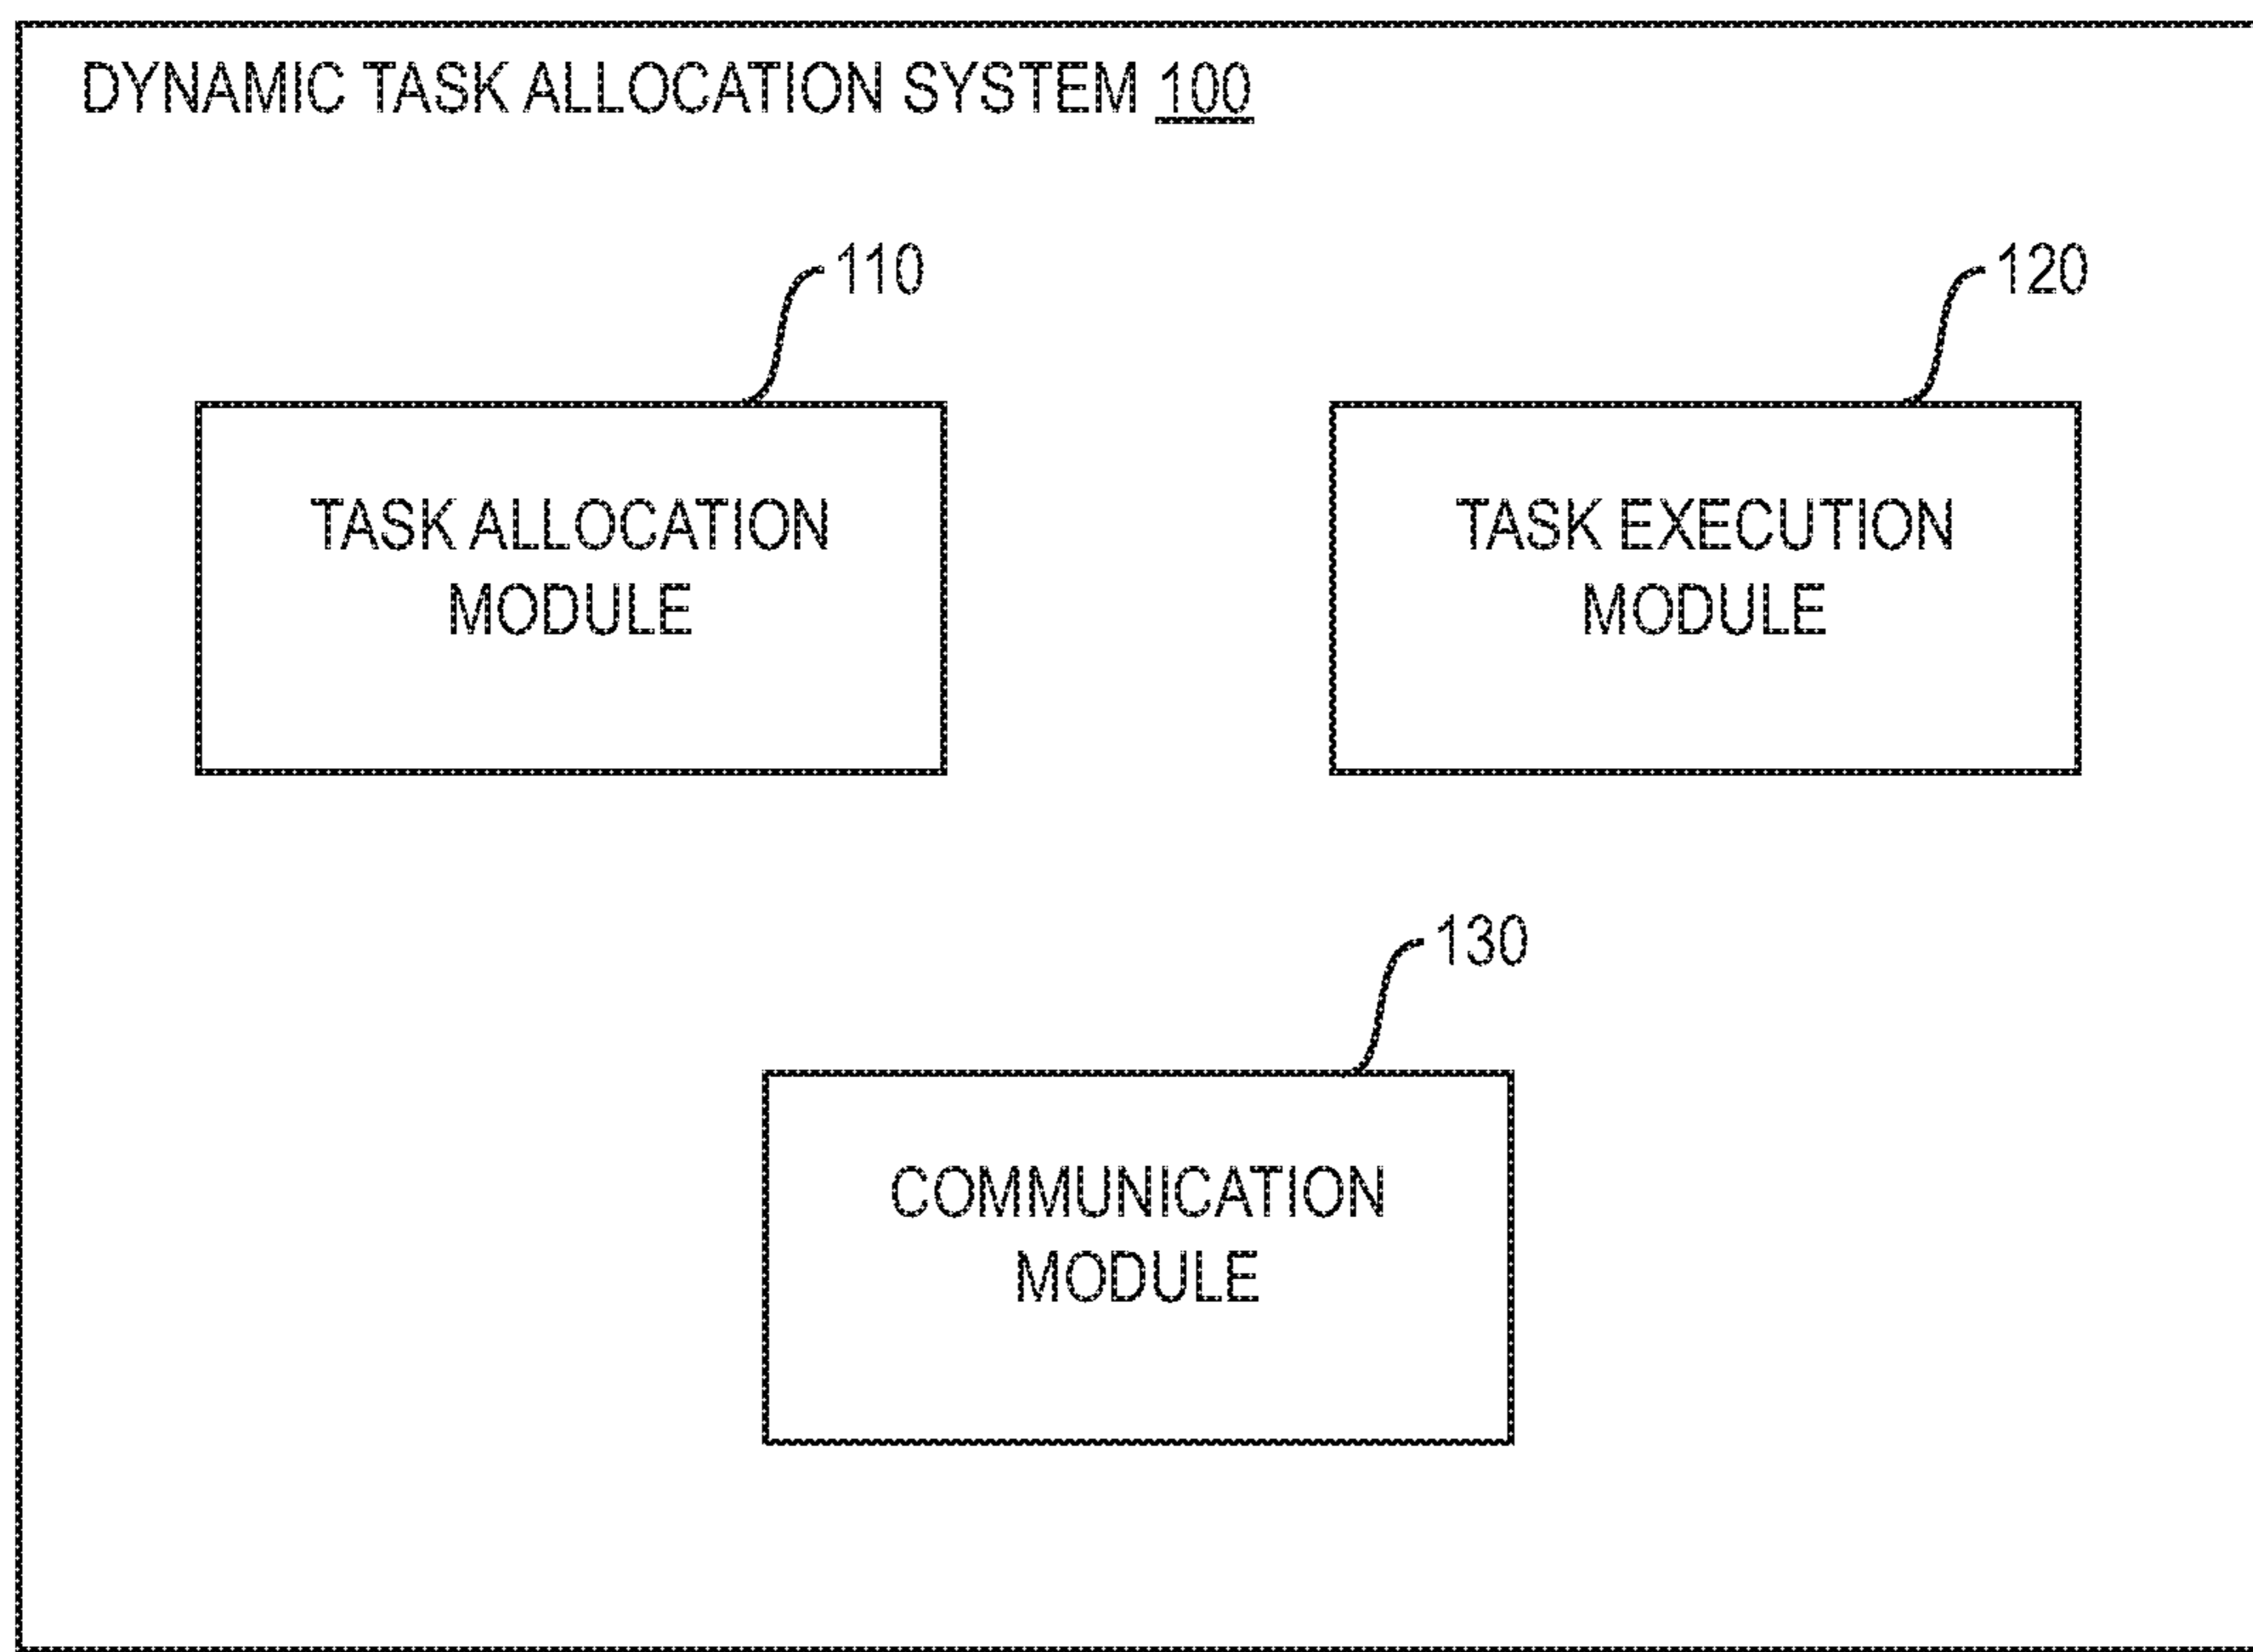 DYNAMIC TASK ALLOCATION SYSTEM 100
110
120
TASK ALLOCATION
MODULE
TASK EXECUTION
MODULE
130
COMMUNICATION
MODULE